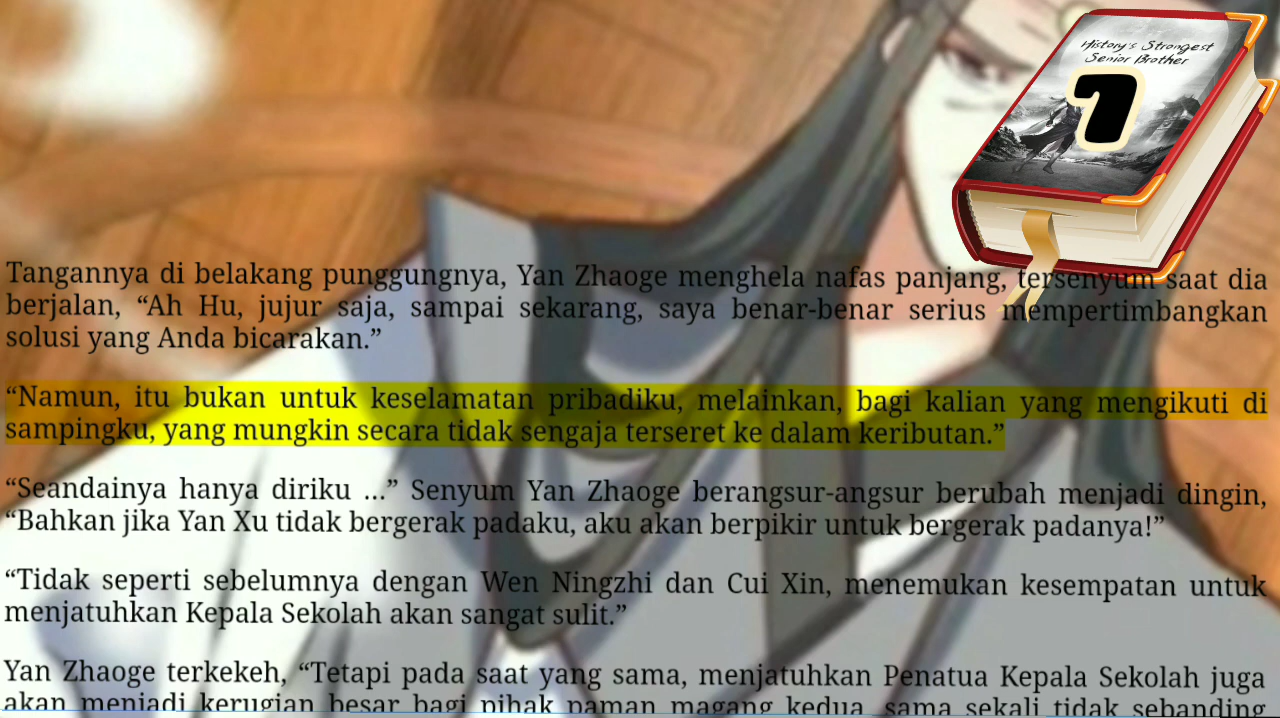 History's Strongest
Senior Brother
7
Tangannya di belakang punggungnya, Yan Zhaoge menghela nafas panjang, tersenyum saat dia
berjalan, “Ah Hu, jujur saja, sampai sekarang, saya benar-benar serius mempertimbangkan
solusi yang Anda bicarakan.”
“Namun, itu bukan untuk keselamatan pribadiku, melainkan, bagi kalian yang mengikuti di
sampingku, yang mungkin secara tidak sengaja terseret ke dalam keributan.”
“Seandainya hanya diriku ...” Senyum Yan Zhaoge berangsur-angsur berubah menjadi dingin,
“Bahkan jika Yan Xu tidak bergerak padaku, aku akan berpikir untuk bergerak padanya!”
“Tidak seperti sebelumnya dengan Wen Ningzhi dan Cui Xin, menemukan kesempatan untuk
menjatuhkan Kepala Sekolah akan sangat sulit.”
Yan Zhaoge terkekeh, “Tetapi pada saat yang sama, menjatuhkan Penatua Kepala Sekolah juga
akan menjadi kerugian besar bagi pihak paman magang kedua, sama sekali tidak sebanding